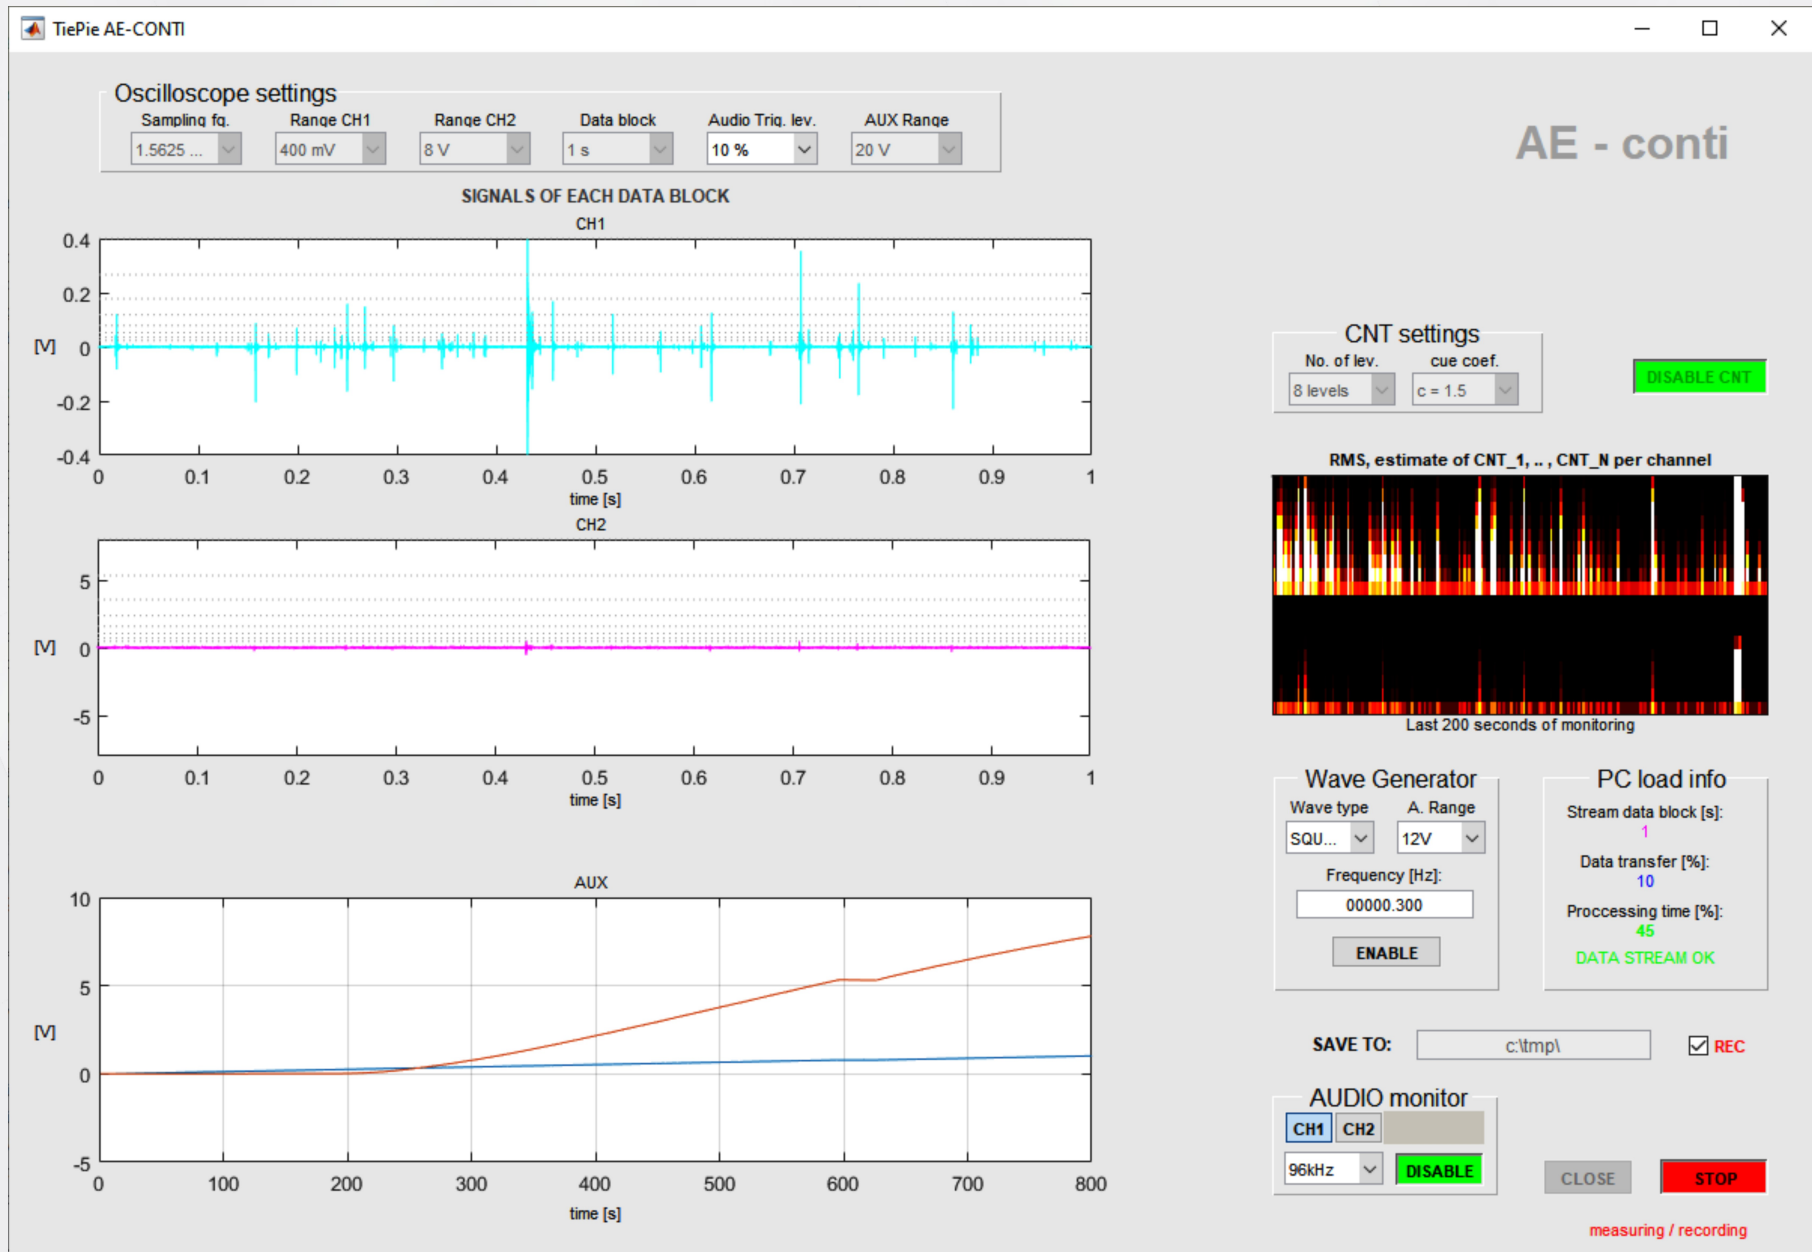 TiePie AE-CONTI
Oscilloscope settings
Sampling fq. Range CH1 Range CH2 Data block Audio Trig. lev. AUX Range
1.5625 ... 400 mV 8 V 1 s 10 % 20 V
AE - conti
SIGNALS OF EACH DATA BLOCK
CH1
0.4
0.2
0
-0.2
-0.4
[V]
0 0.1 0.2 0.3 0.4 0.5 0.6 0.7 0.8 0.9 1
time [s]
CH2
5
0
-5
[V]
0 0.1 0.2 0.3 0.4 0.5 0.6 0.7 0.8 0.9 1
time [s]
AUX
10
5
0
-5
[V]
0 100 200 300 400 500 600 700 800
time [s]
CNT settings
No. of lev. cue coef.
8 levels c = 1.5
DISABLE CNT
RMS, estimate of CNT_1, .. , CNT_N per channel
Last 200 seconds of monitoring
Wave Generator
Wave type A. Range
SQU... 12V
Frequency [Hz]:
00000.300
ENABLE
PC load info
Stream data block [s]:
1
Data transfer [%]:
10
Proccessing time [%]:
45
DATA STREAM OK
SAVE TO: c:\tmp\ REC
AUDIO monitor
CH1 CH2
96kHz DISABLE
CLOSE STOP
measuring / recording